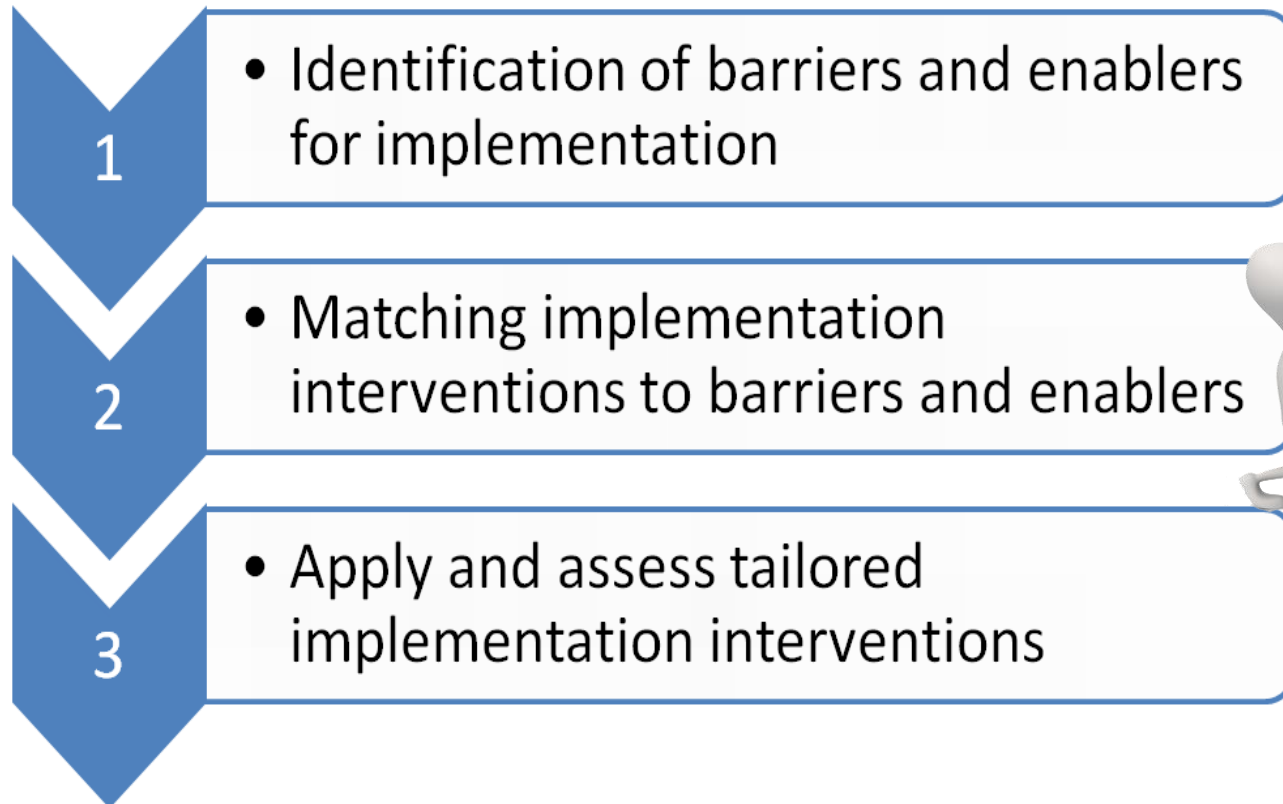 1
• Identification of barriers and enablers
for implementation
2
• Matching implementation
interventions to barriers and enablers
3
• Apply and assess tailored
implementation interventions